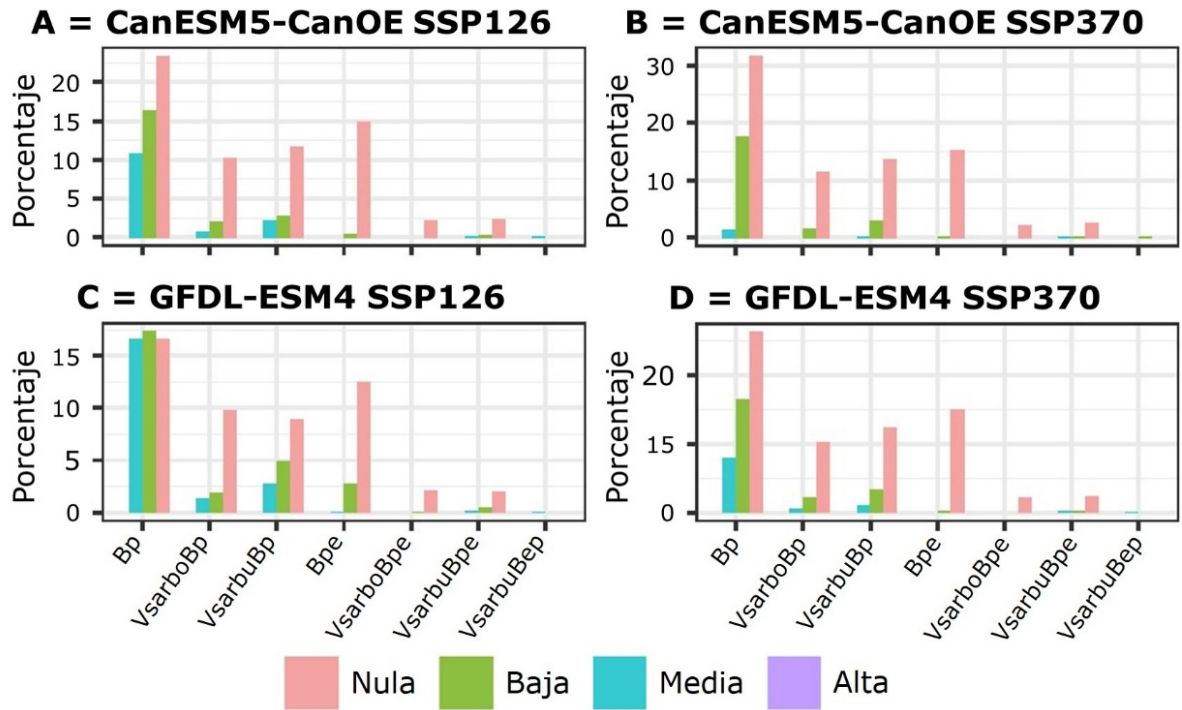 A = CanESM5-CanOE SSP126
Porcentaje
20
15
10
5
0
B = CanESM5-CanOE SSP370
Porcentaje
30
20
10
0
C = GFDL-ESM4 SSP126
Porcentaje
15
10
5
0
Bp
VsarboBp
VsarbuBp
Bpe
VsarboBpe
VsarbuBpe
VsarbuBep
D = GFDL-ESM4 SSP370
Porcentaje
20
15
0
Bp
VsarboBp
VsarbuBp
Bpe
VsarboBpe
VsarbuBpe
VsarbuBep
Nula Baja Media Alta